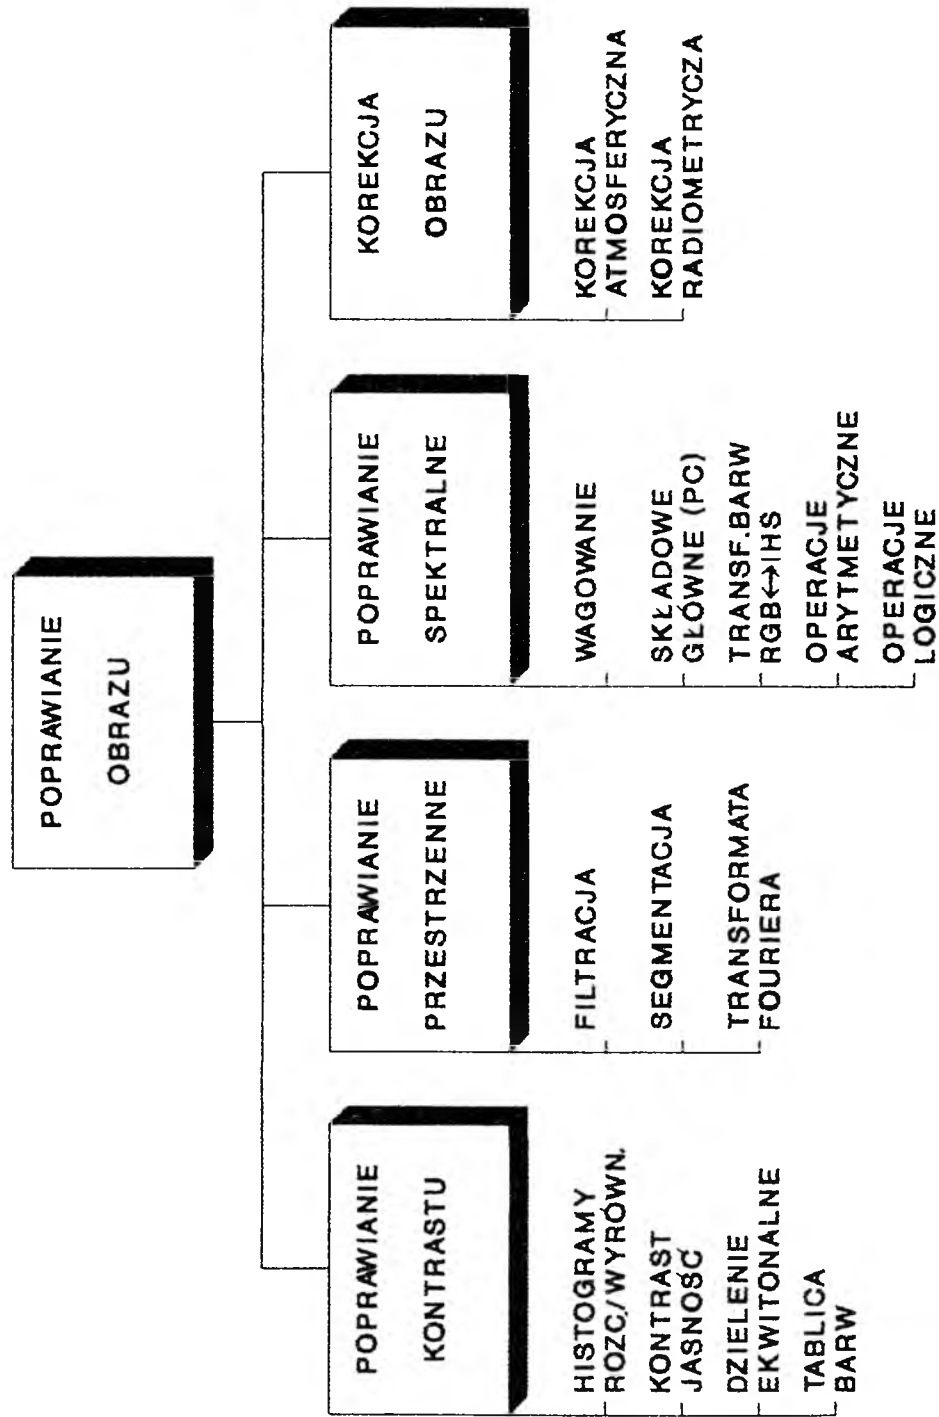 POPRAWIANIE
OBRAZU
POPRAWIANIE
KONTRASTU
HISTOGRAMY
ROZC./WYRÓWN.
KONTRAST
JASNOŚĆ
DZIELENIE
EKWITONALNE
TABLICA
BARW
POPRAWIANIE
PRZESTRZENNE
FILTRACJA
SEGMENTACJA
TRANSFORMATA
FOURIERA
POPRAWIANIE
SPEKTRALNE
WAGOWANIE
SKŁADOWE
GŁÓWNE (PC)
TRANSF.BARW
RGB↔IHS
OPERACJE
ARYTMETYCZNE
OPERACJE
LOGICZNE
KOREKCJA
OBRAZU
KOREKCJA
ATMOSFERYCZNA
KOREKCJA
RADIOMETRYCZA